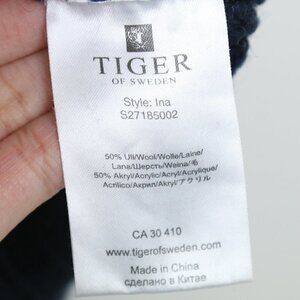 TIGER
OF SWEDEN
Style: Ina
S27185002
50% Ull/Wool/Wolle/Laine/
Lana/Шерсть/Weina/毛
50% Akryl/Acrylic/Acryl/Acrylique/
Acrilico/Акрил/Akryl/アクリル
CA 30 410
www.tigerofsweden.com
Made in China
сделано в Китае